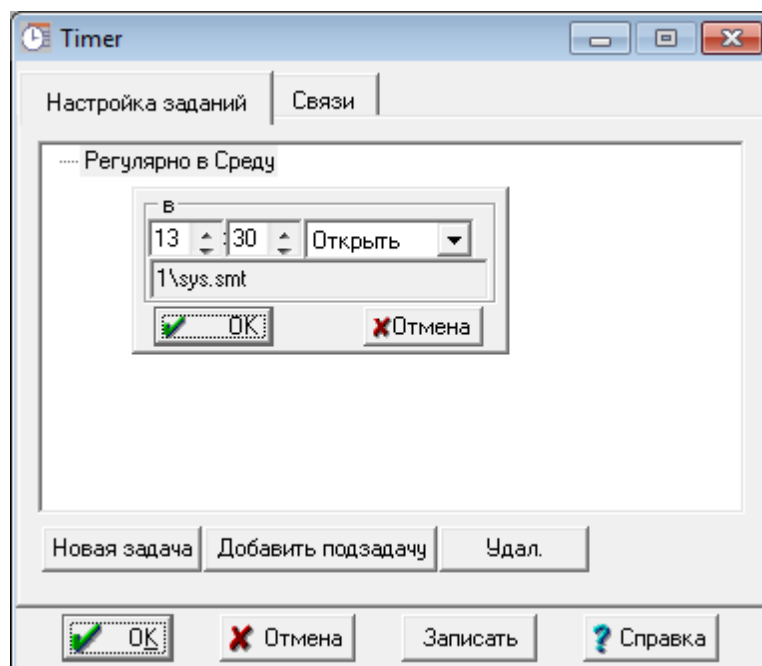 Timer
Настройка заданий Связи
Регулярно в Среду
в
13 : 30 Открыть
1\sys.smt
OK Отмена
Новая задача Добавить подзадачу Удал.
OK Отмена Записать Справка